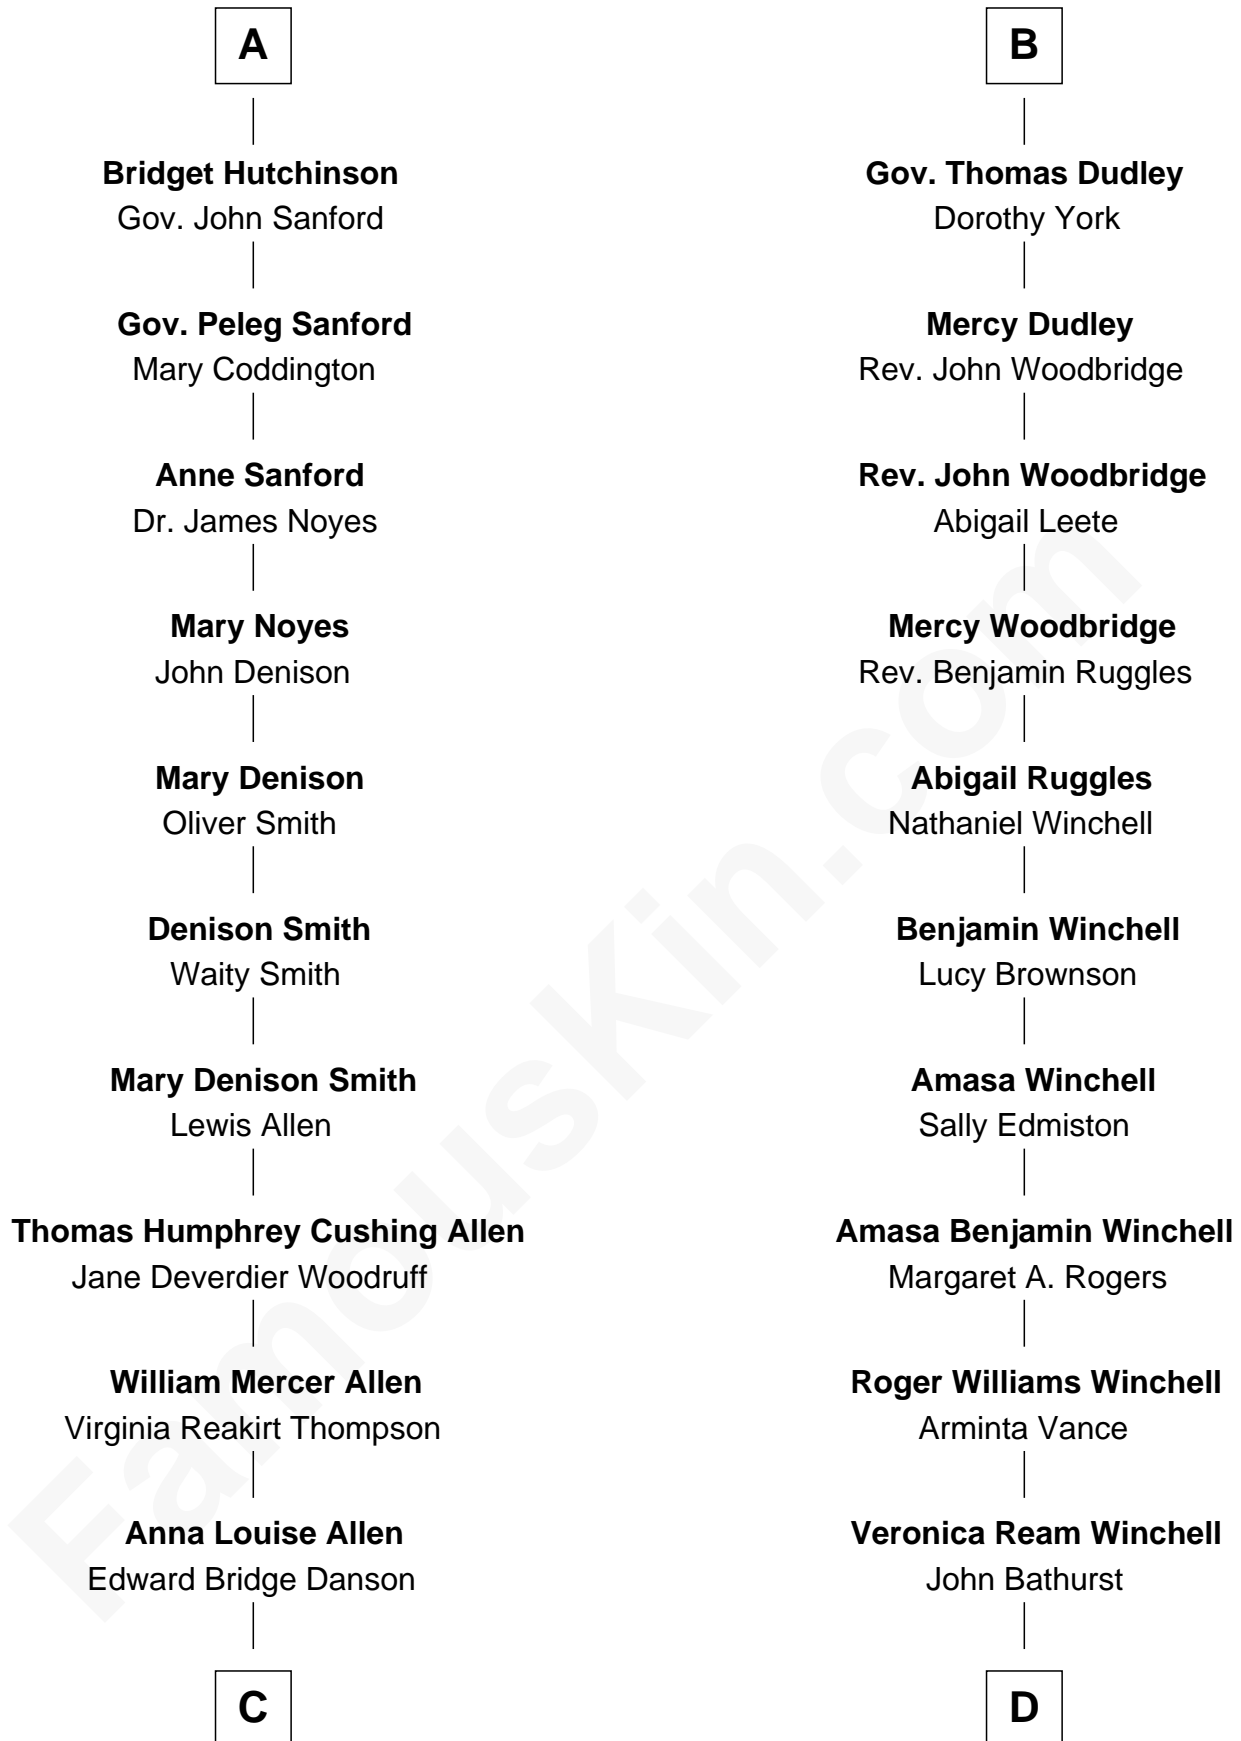 A
Bridget Hutchinson
Gov. John Sanford
Gov. Peleg Sanford
Mary Coddington
Anne Sanford
Dr. James Noyes
Mary Noyes
John Denison
Mary Denison
Oliver Smith
Denison Smith
Waity Smith
Mary Denison Smith
Lewis Allen
Thomas Humphrey Cushing Allen
Jane Deverdier Woodruff
William Mercer Allen
Virginia Reakirt Thompson
Anna Louise Allen
Edward Bridge Danson
C
B
Gov. Thomas Dudley
Dorothy York
Mercy Dudley
Rev. John Woodbridge
Rev. John Woodbridge
Abigail Leete
Mercy Woodbridge
Rev. Benjamin Ruggles
Abigail Ruggles
Nathaniel Winchell
Benjamin Winchell
Lucy Brownson
Amasa Winchell
Sally Edmiston
Amasa Benjamin Winchell
Margaret A. Rogers
Roger Williams Winchell
Arminta Vance
Veronica Ream Winchell
John Bathurst
D
FamousKin.com